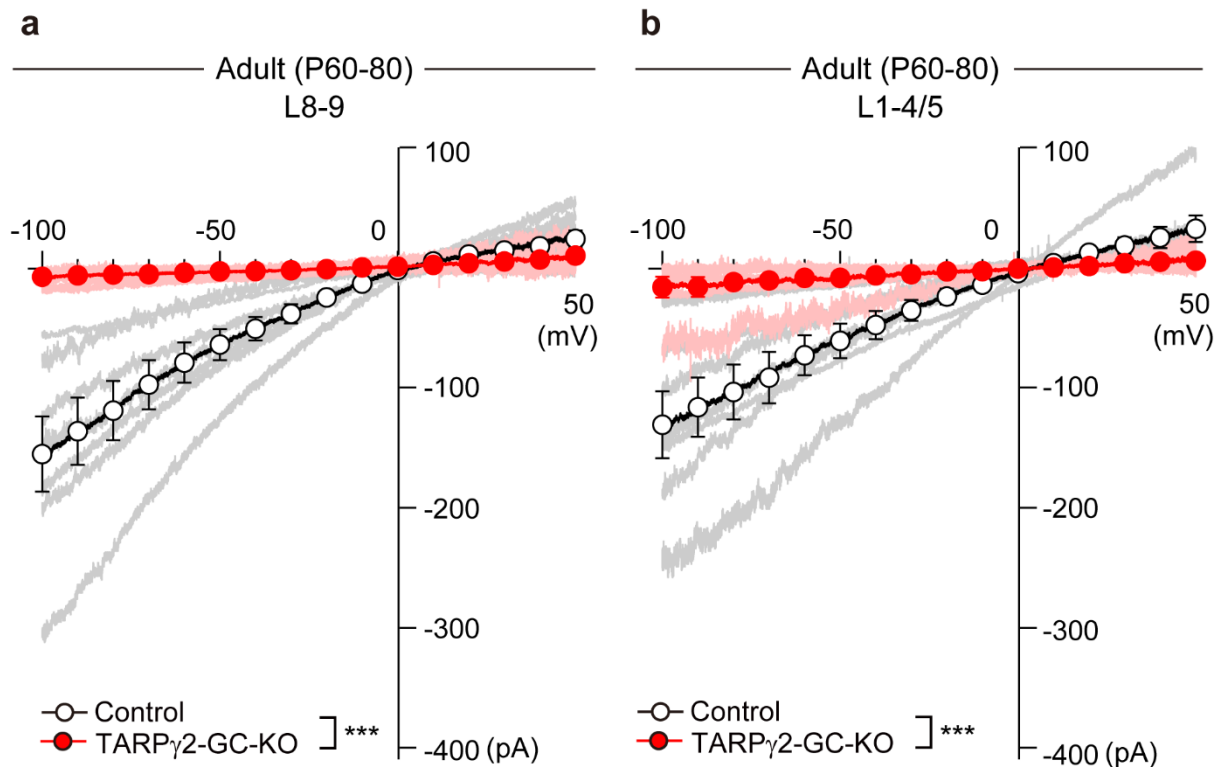 a
Adult (P60-80)
L8-9
100
-100
-50
0
50
(mV)
-100
-200
-300
-400 (pA)
Control
TARPγ2-GC-KO
***
b
Adult (P60-80)
L1-4/5
100
-100
-50
0
50
(mV)
-100
-200
-300
-400 (pA)
Control
TARPγ2-GC-KO
***